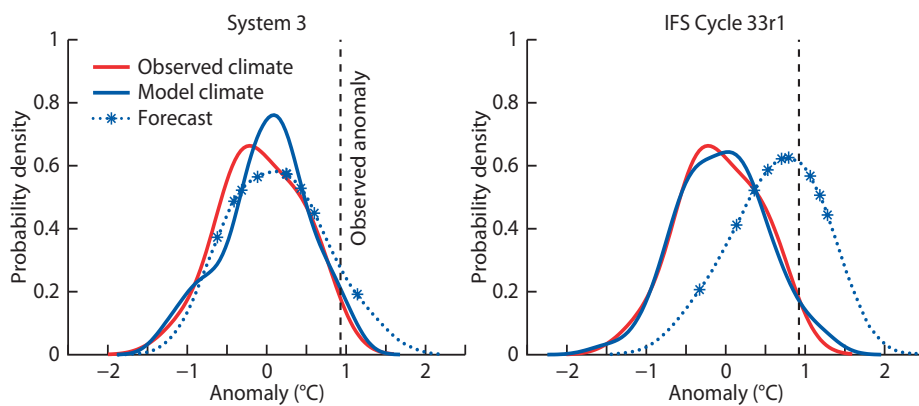 System 3
1
0.8
0.6
0.4
0.2
0
Probability density
Observed climate
Model climate
Forecast
Observed anomaly
−2
−1
0
1
2
Anomaly (°C)
IFS Cycle 33r1
1
0.8
0.6
0.4
0.2
0
Probability density
−2
−1
0
1
2
Anomaly (°C)